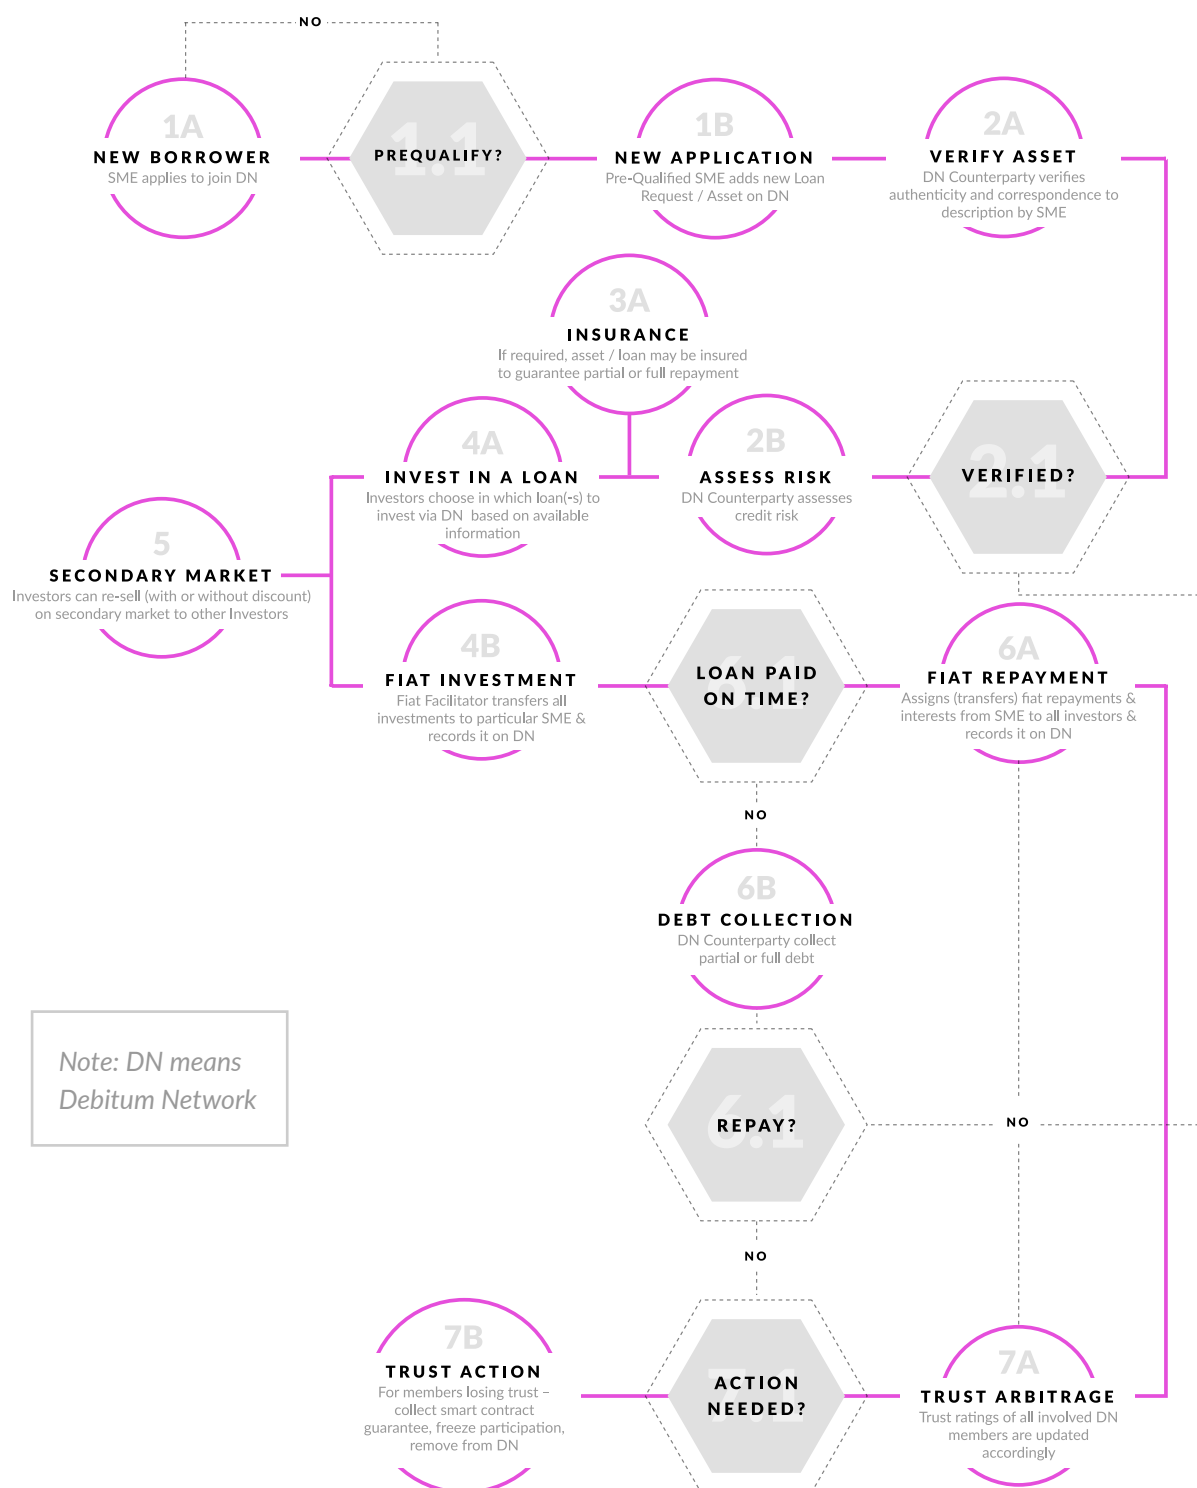 NO
1A
NEW BORROWER
SME applies to join DN
1.1
PREQUALIFY?
1B
NEW APPLICATION
Pre-Qualified SME adds new Loan
Request / Asset on DN
2A
VERIFY ASSET
DN Counterparty verifies
authenticity and correspondence to
description by SME
3A
INSURANCE
If required, asset / loan may be insured
to guarantee partial or full repayment
4A
INVEST IN A LOAN
Investors choose in which loan(-s) to
invest via DN based on available
information
2B
ASSESS RISK
DN Counterparty assesses
credit risk
2.1
VERIFIED?
5
SECONDARY MARKET
Investors can re-sell (with or without discount)
on secondary market to other Investors
4B
FIAT INVESTMENT
Fiat Facilitator transfers all
investments to particular SME &
records it on DN
6.1
LOAN PAID
ON TIME?
6A
FIAT REPAYMENT
Assigns (transfers) fiat repayments &
interests from SME to all investors &
records it on DN
NO
6B
DEBT COLLECTION
DN Counterparty collect
partial or full debt
Note: DN means
Debitum Network
6.1
REPAY?
NO
NO
7B
TRUST ACTION
For members losing trust –
collect smart contract
guarantee, freeze participation,
remove from DN
7.1
ACTION
NEEDED?
7A
TRUST ARBITRAGE
Trust ratings of all involved DN
members are updated
accordingly